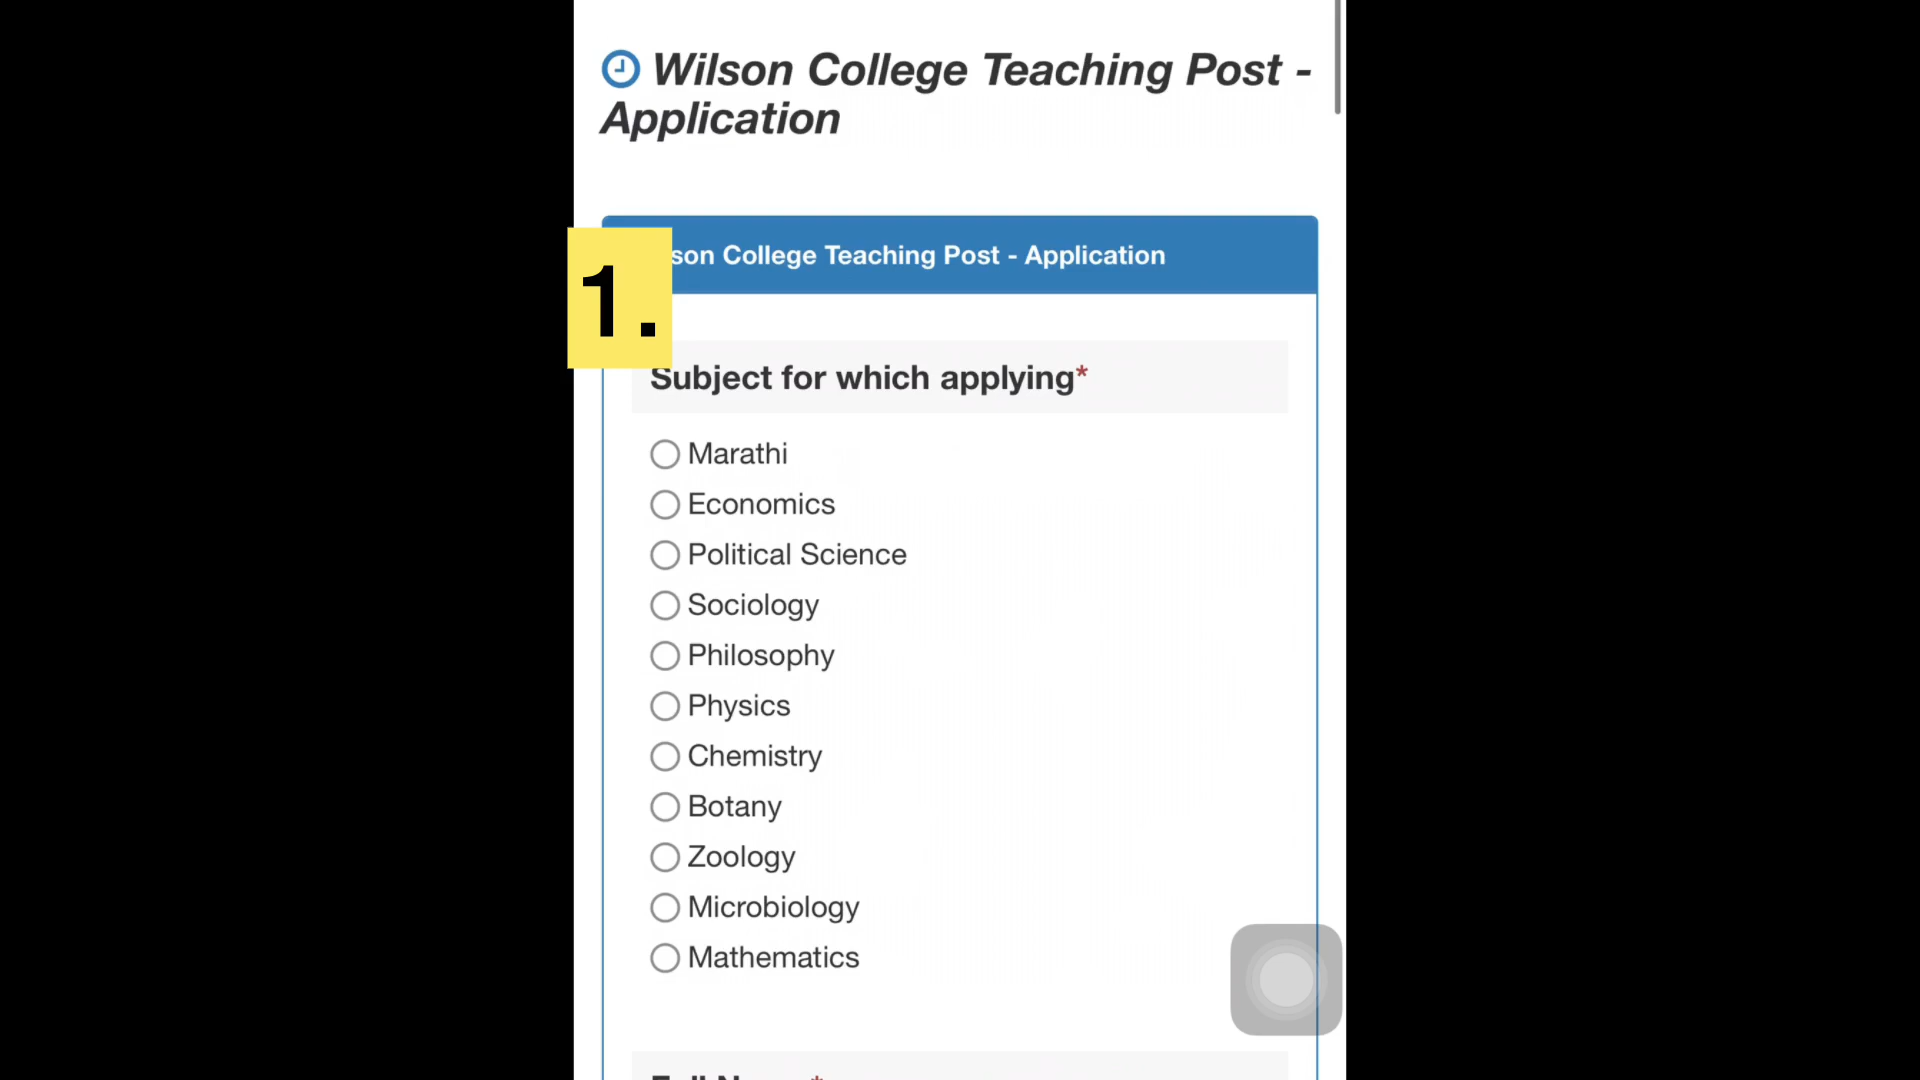 Wilson College Teaching Post -
Application
son College Teaching Post - Application
1.
Subject for which applying*
Marathi
Economics
Political Science
Sociology
Philosophy
Physics
Chemistry
Botany
Zoology
Microbiology
Mathematics